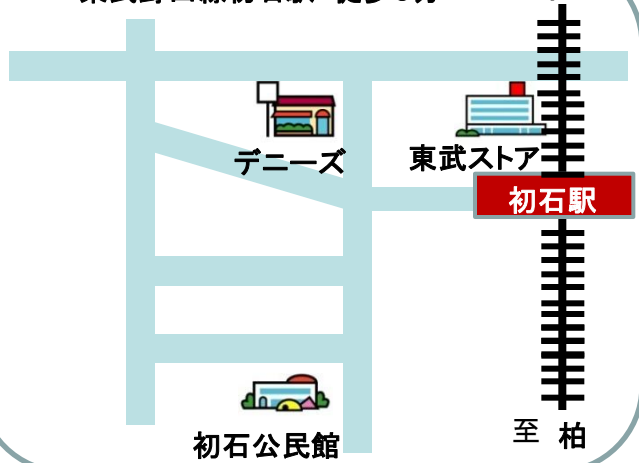 デニーズ
東武ストア
初石駅
初石公民館
至 柏